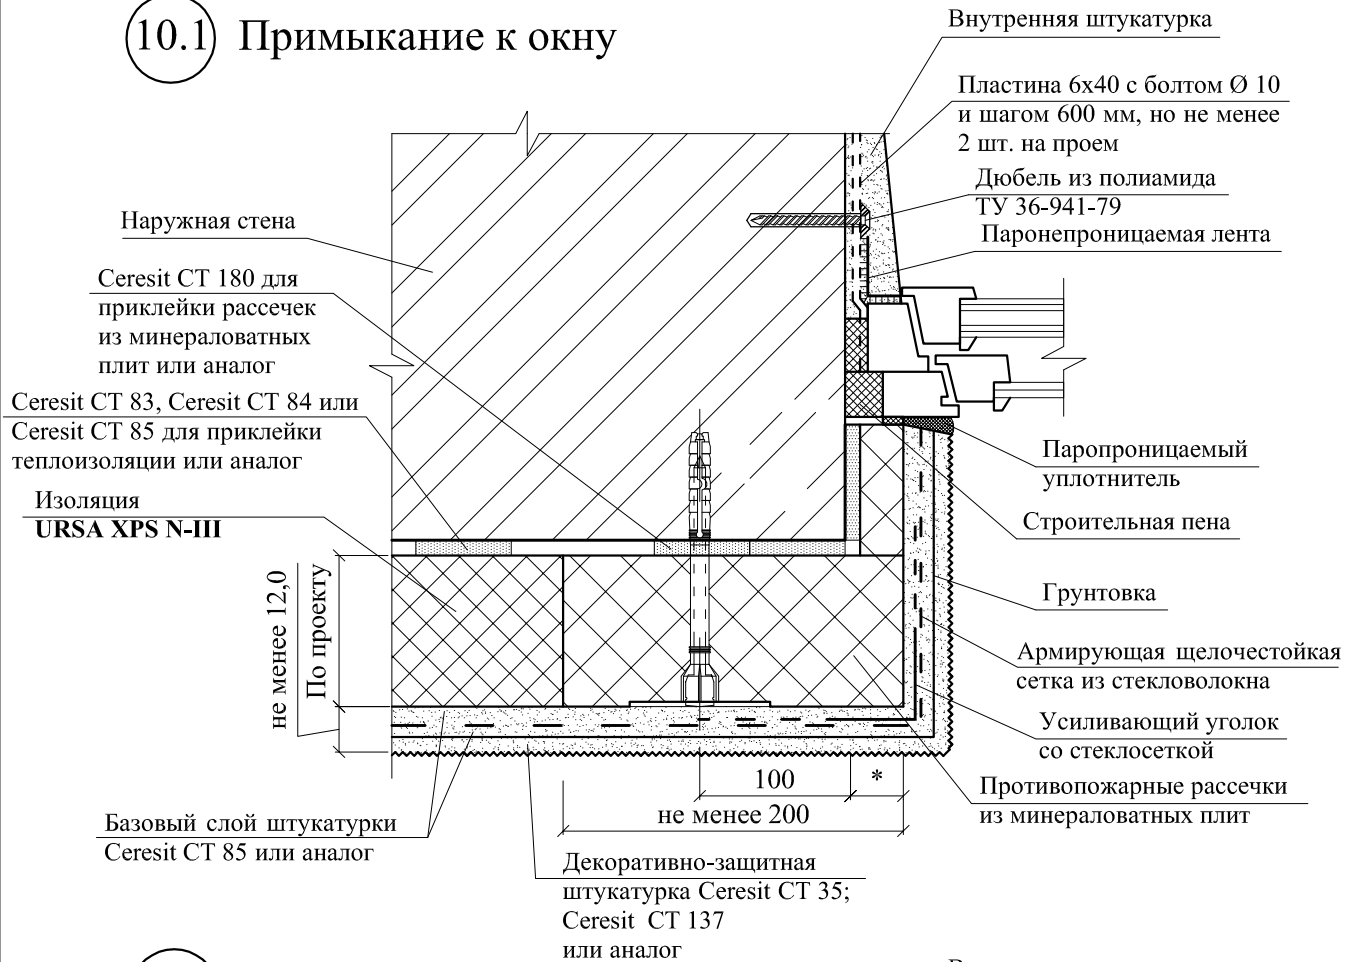 10.1 Примыкание к окну
Внутренняя штукатурка
Пластина 6х40 с болтом Ø 10
и шагом 600 мм, но не менее
2 шт. на проем
Дюбель из полиамида
ТУ 36-941-79
Паронепроницаемая лента
Наружная стена
Ceresit CT 180 для
приклейки рассечек
из минераловатных
плит или аналог
Ceresit CT 83, Ceresit CT 84 или
Ceresit CT 85 для приклейки
теплоизоляции или аналог
Изоляция
URSA XPS N-III
не менее 12,0
По проекту
Паропроницаемый
уплотнитель
Строительная пена
Грунтовка
Армирующая щелочестойкая
сетка из стекловолокна
Усиливающий уголок
со стеклосеткой
Противопожарные рассечки
из минераловатных плит
100
*
не менее 200
Базовый слой штукатурки
Ceresit CT 85 или аналог
Декоративно-защитная
штукатурка Ceresit CT 35;
Ceresit CT 137
или аналог